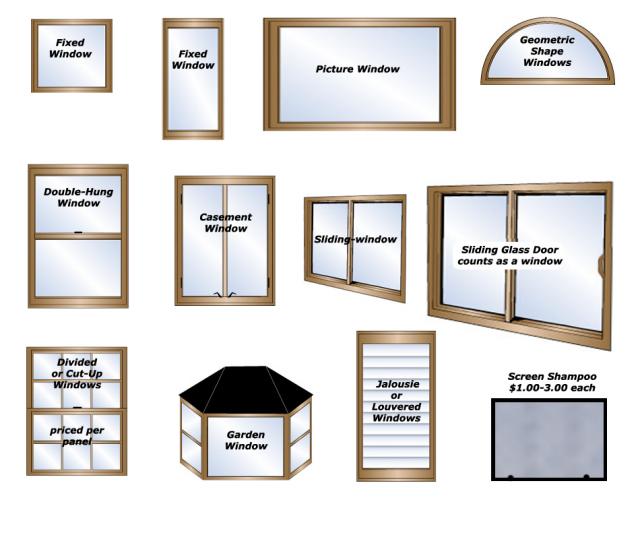 Fixed
Window
Fixed
Window
Picture Window
Geometric
Shape
Windows
Double-Hung
Window
Casement
Window
Sliding-window
Sliding Glass Door
counts as a window
Divided
or Cut-Up
Windows
priced per
panel
Garden
Window
Jalousie
or
Louvered
Windows
Screen Shampoo
$1.00-3.00 each